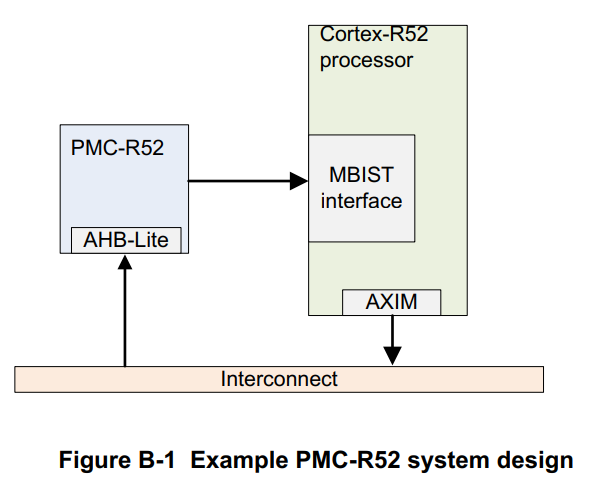 Cortex-R52
processor
PMC-R52
MBIST
interface
AHB-Lite
AXIM
Interconnect
Figure B-1 Example PMC-R52 system design